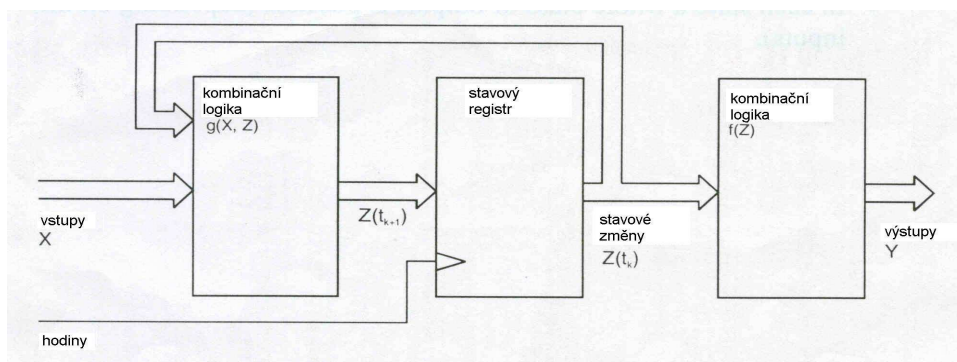 kombinační
logika
g(X, Z)
stavový
registr
kombinační
logika
f(Z)
vstupy
X
Z(tₖ₊₁)
stavové
změny
Z(tₖ)
výstupy
Y
hodiny